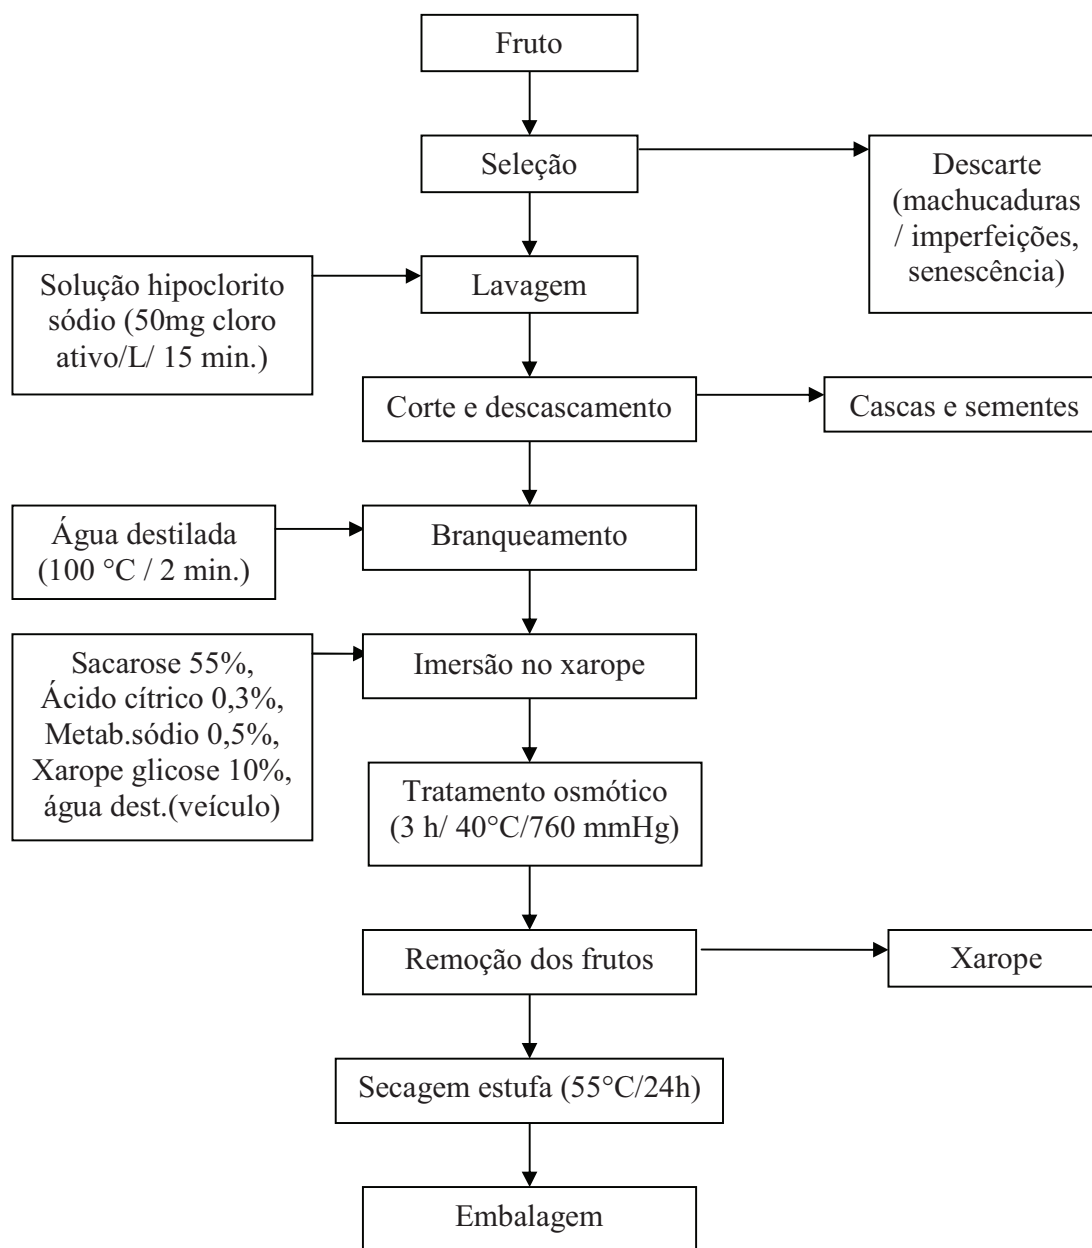 Fruto
Seleção
Descarte
(machucaduras
/ imperfeições,
senescência)
Solução hipoclorito
sódio (50mg cloro
ativo/L/ 15 min.)
Lavagem
Corte e descascamento
Cascas e sementes
Água destilada
(100 °C / 2 min.)
Branqueamento
Sacarose 55%,
Ácido cítrico 0,3%,
Metab.sódio 0,5%,
Xarope glicose 10%,
água dest.(veículo)
Imersão no xarope
Tratamento osmótico
(3 h/ 40°C/760 mmHg)
Remoção dos frutos
Xarope
Secagem estufa (55°C/24h)
Embalagem